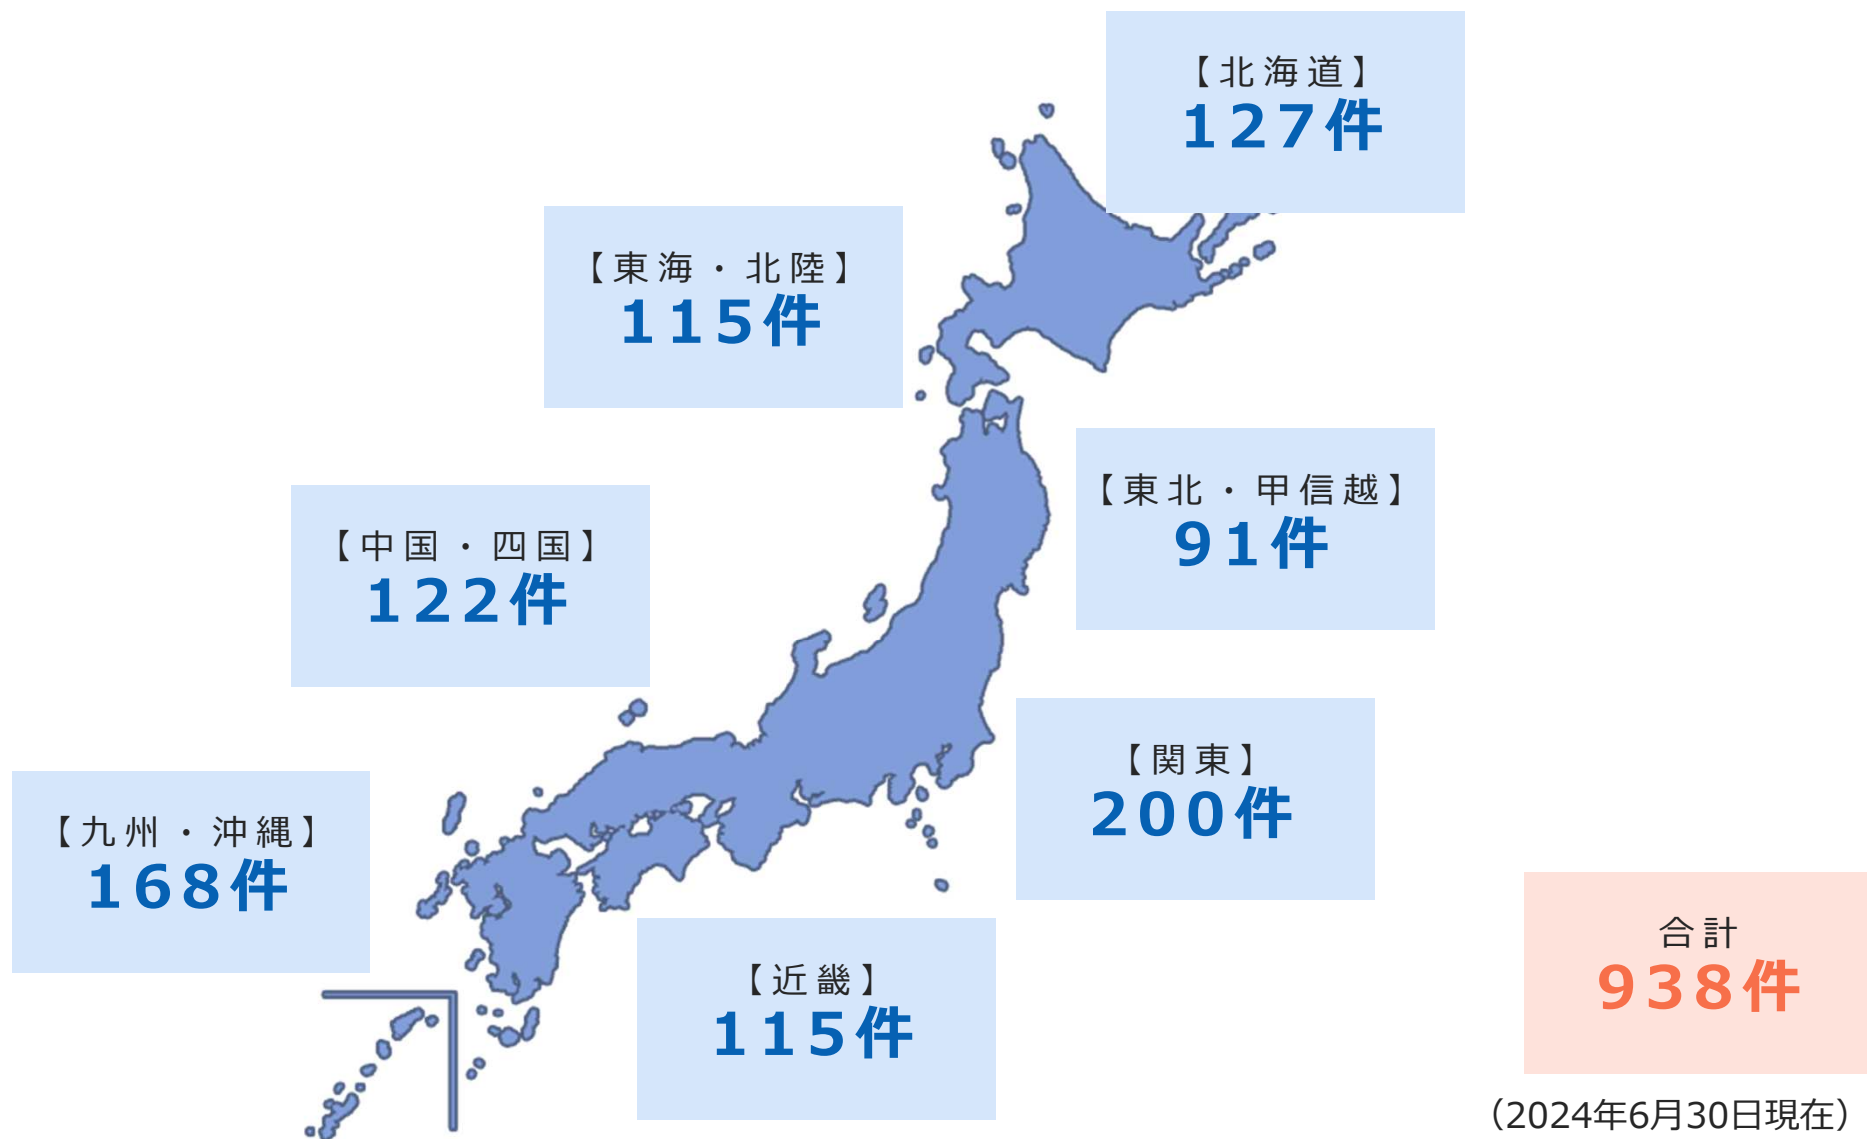 【北海道】
127件
【東海・北陸】
115件
【東北・甲信越】
91件
【中国・四国】
122件
【関東】
200件
【九州・沖縄】
168件
【近畿】
115件
合計
938件
（2024年6月30日現在）